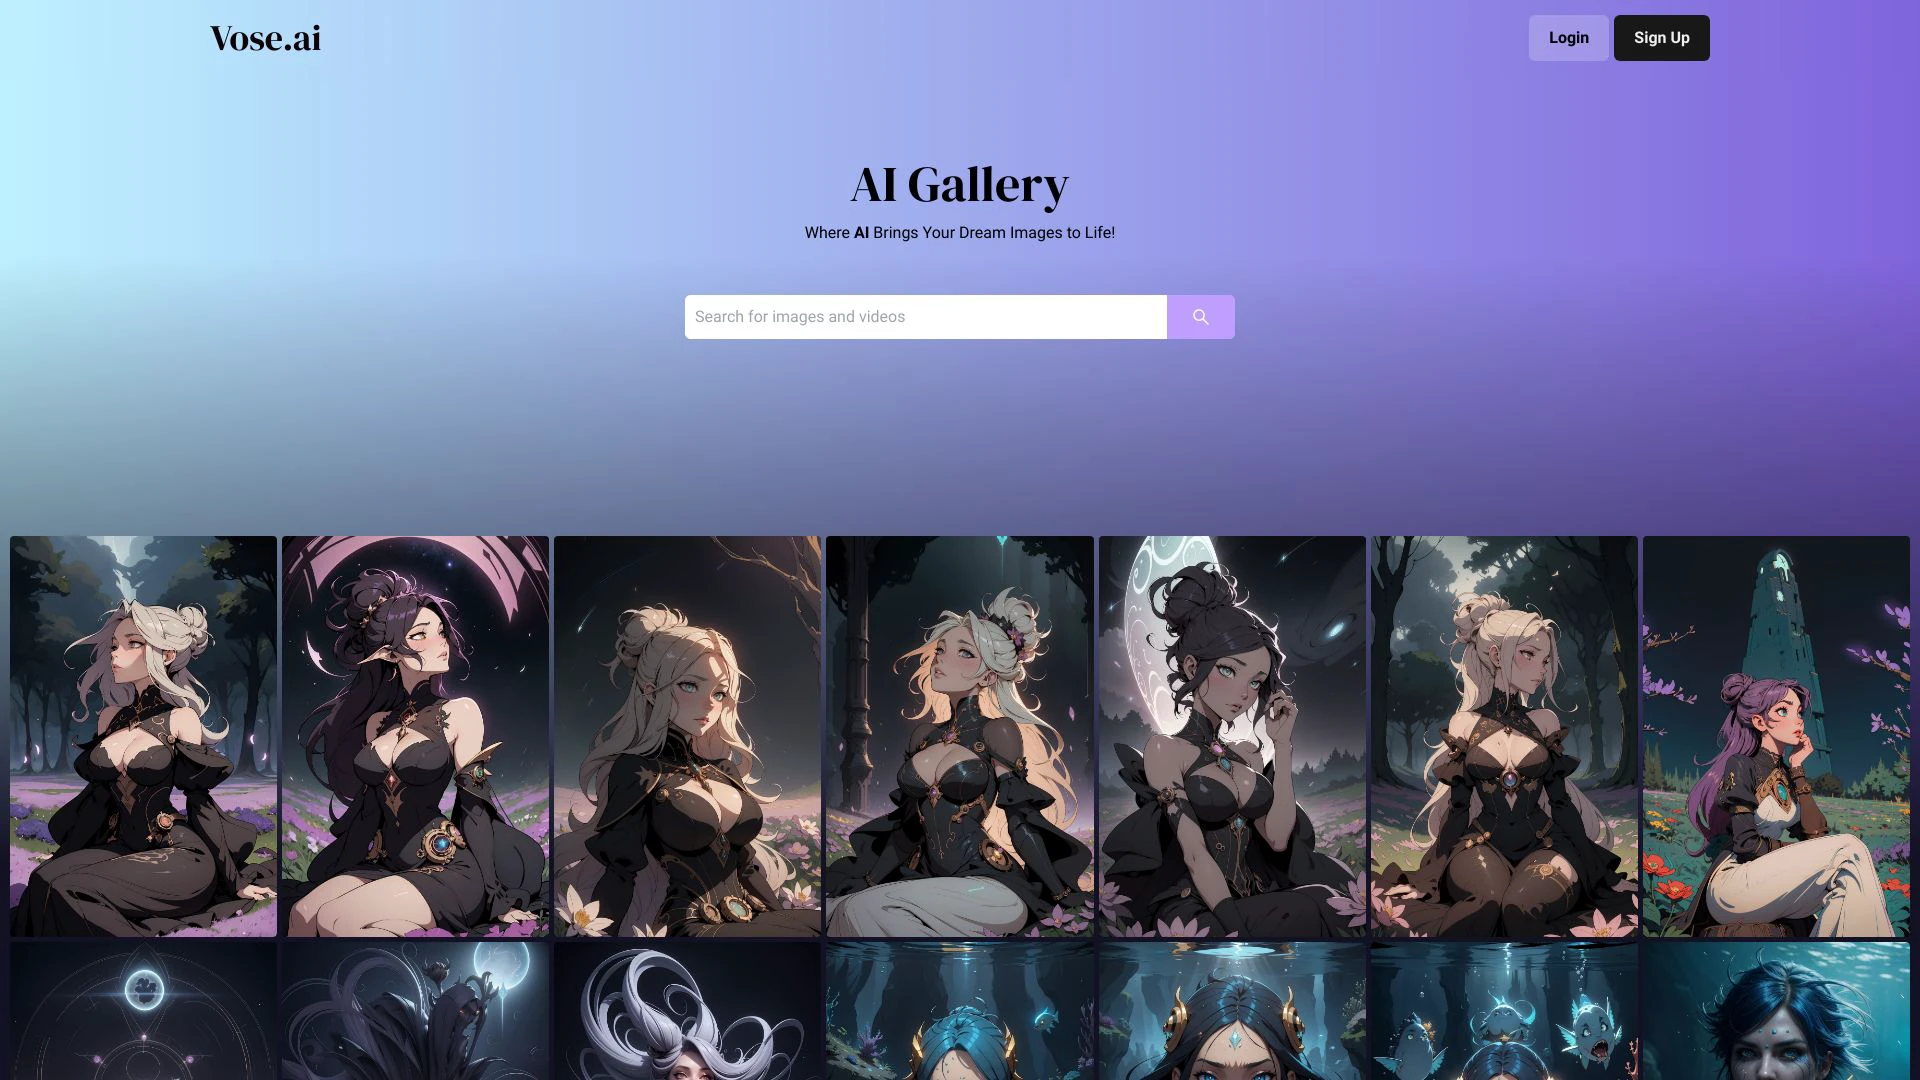 Vose.ai
Login
Sign Up
AI Gallery
Where AI Brings Your Dream Images to Life!
Search for images and videos